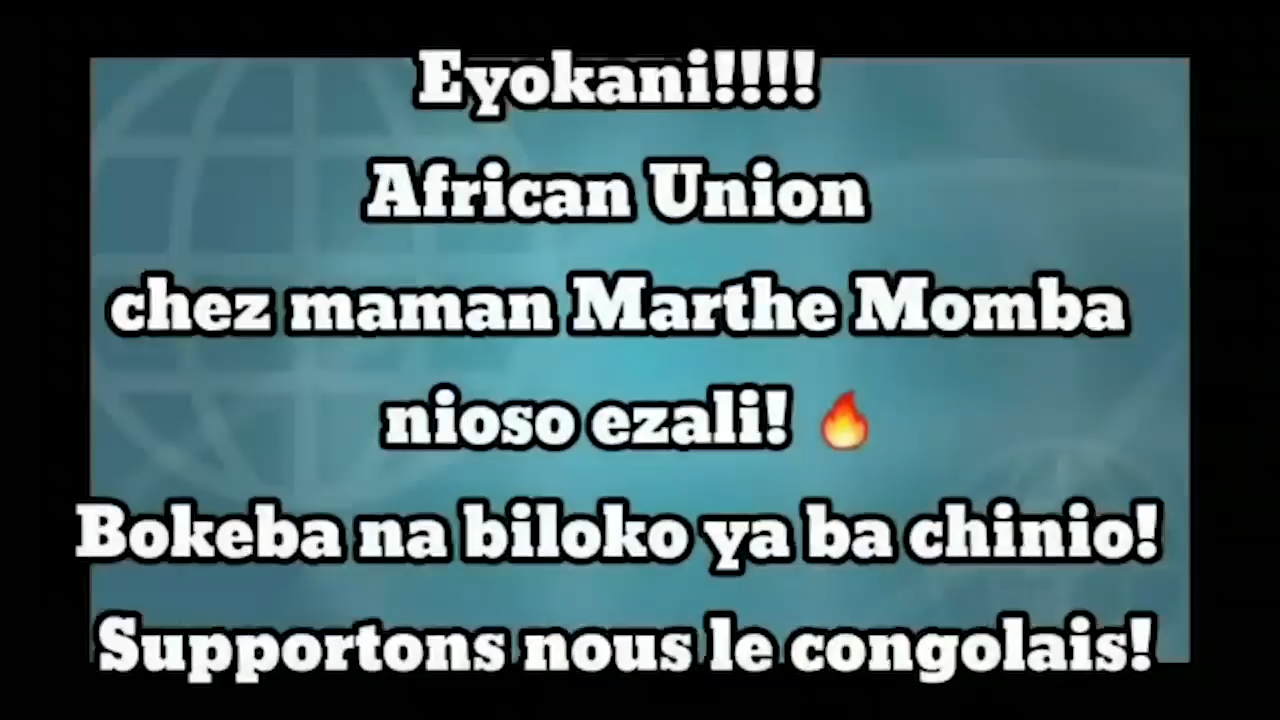 Eyokani!!!!
African Union
chez maman Marthe Momba
nioso ezali! 🔥
Bokeba na biloko ya ba chinio!
Supportons nous le congolais!